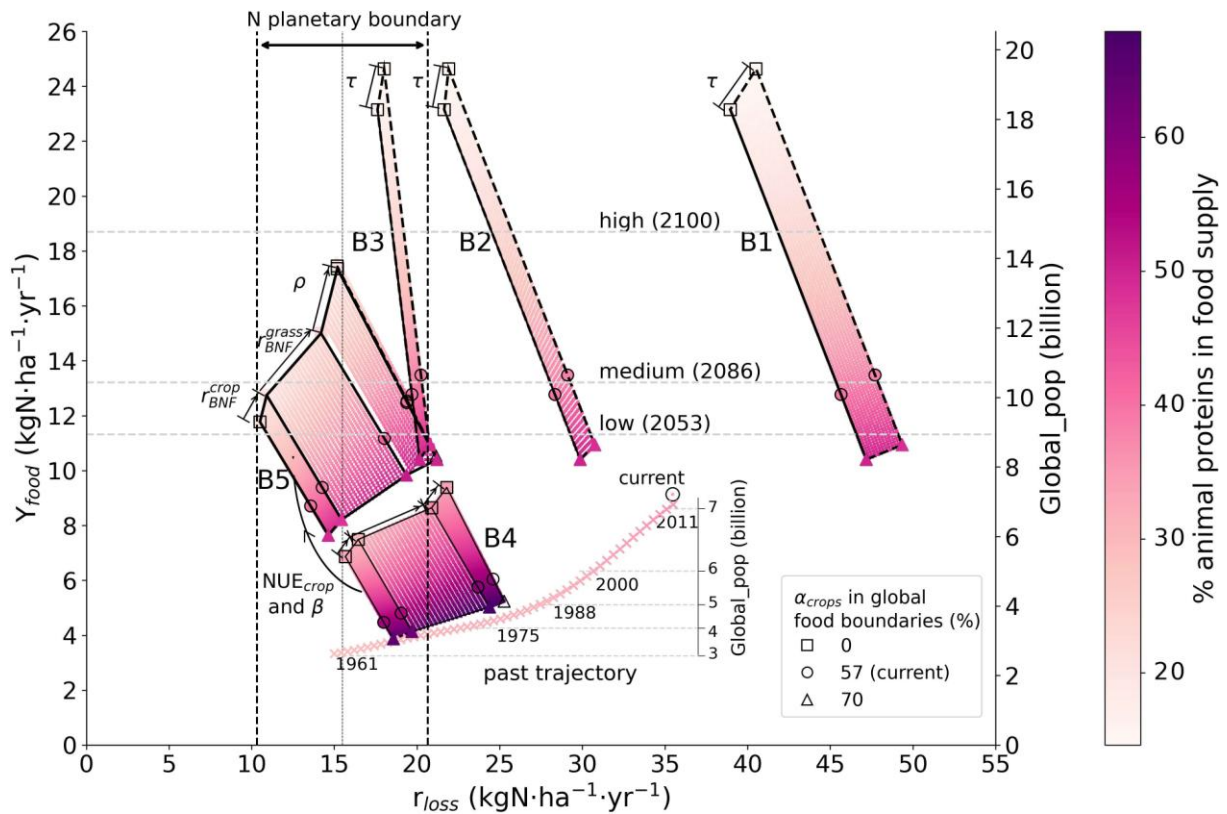 N planetary boundary
26
24
22
20
18
16
14
12
10
8
6
4
2
0
Y_food (kgN·ha⁻¹·yr⁻¹)
0 5 10 15 20 25 30 35 40 45 50 55
r_loss (kgN·ha⁻¹·yr⁻¹)
τ τ τ
high (2100)
B3 B2 B1
ρ
r_BNF^grass
r_BNF^crop
medium (2086)
low (2053)
B5
current
B4
NUE_crop
and β
1961
1975
1988
2000
2011
past trajectory
7
6
5
4
3
Global_pop (billion)
α_crops in global
food boundaries (%)
0
57 (current)
70
20
18
16
14
12
10
8
6
4
2
0
Global_pop (billion)
60
50
40
30
20
% animal proteins in food supply